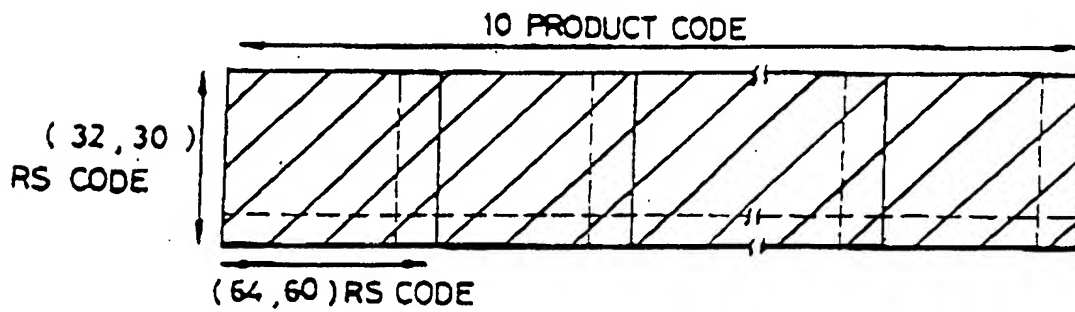 10 PRODUCT CODE
(32,30)
RS CODE
(64,60) RS CODE